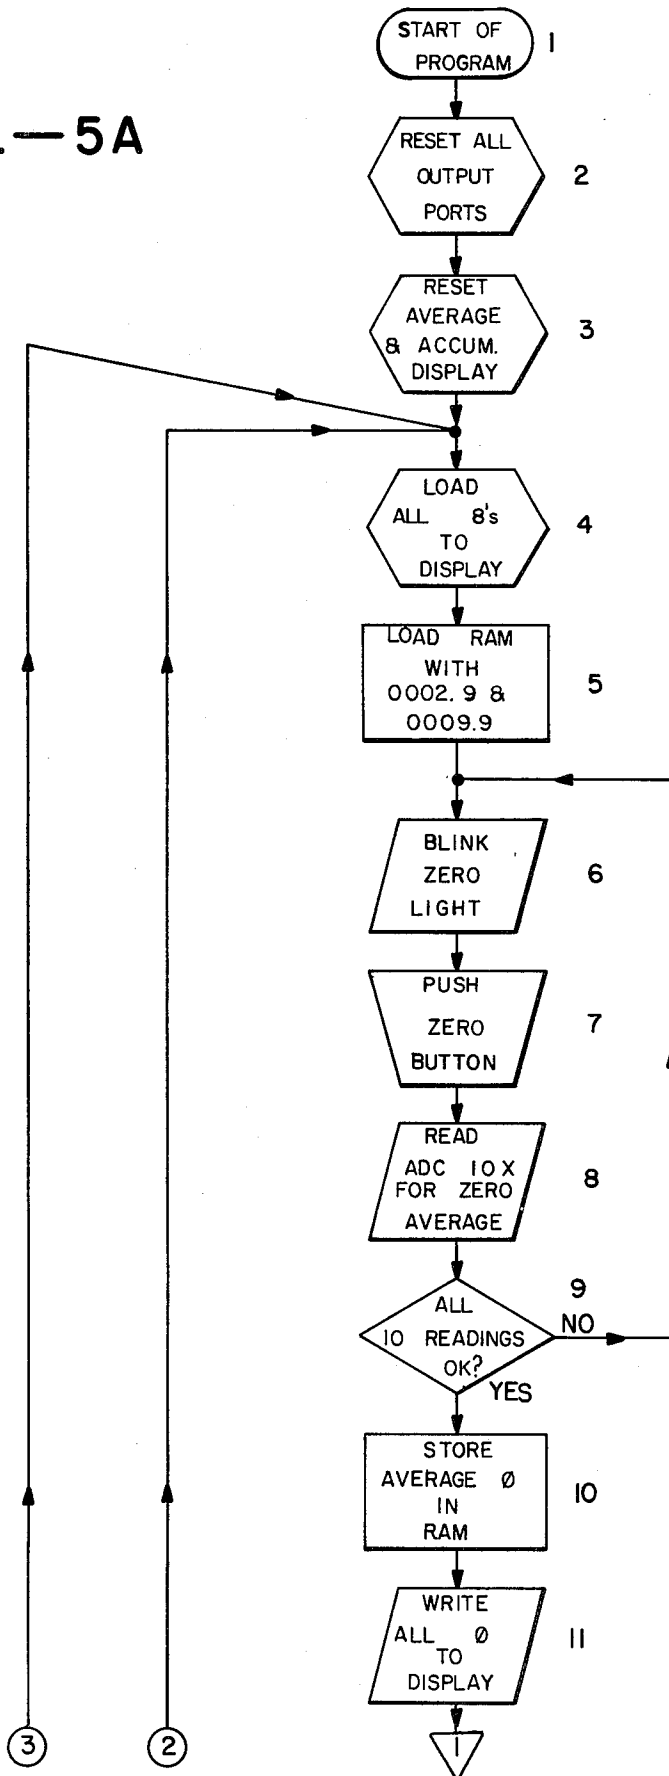 .—5A
START OF
PROGRAM
1
RESET ALL
OUTPUT
PORTS
2
RESET
AVERAGE
& ACCUM.
DISPLAY
3
LOAD
ALL 8's
TO
DISPLAY
4
LOAD RAM
WITH
0002.9 &
0009.9
5
BLINK
ZERO
LIGHT
6
PUSH
ZERO
BUTTON
7
READ
ADC 10X
FOR ZERO
AVERAGE
8
ALL
10 READINGS
OK?
9
NO
YES
STORE
AVERAGE Ø
IN
RAM
10
WRITE
ALL Ø
TO
DISPLAY
11
3
2
1